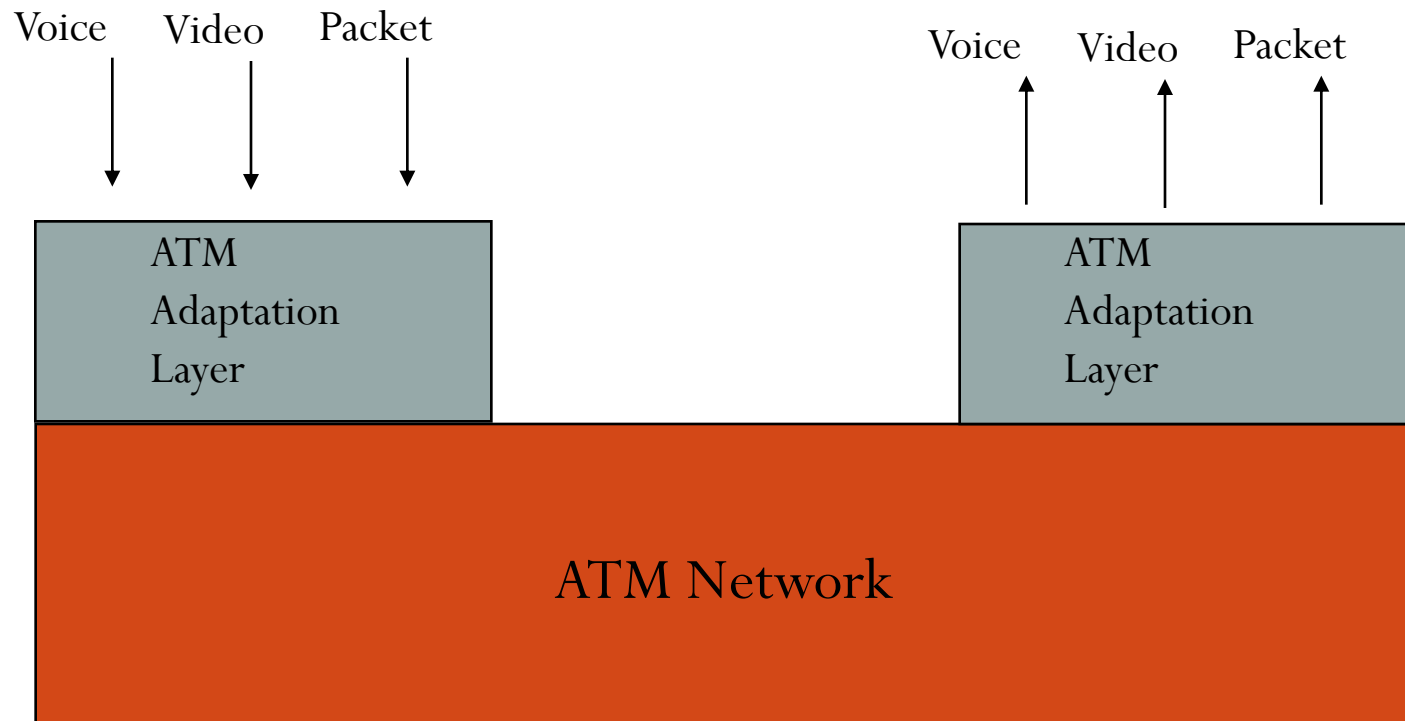 Voice Video Packet
Voice Video Packet
ATM
Adaptation
Layer
ATM
Adaptation
Layer
ATM Network